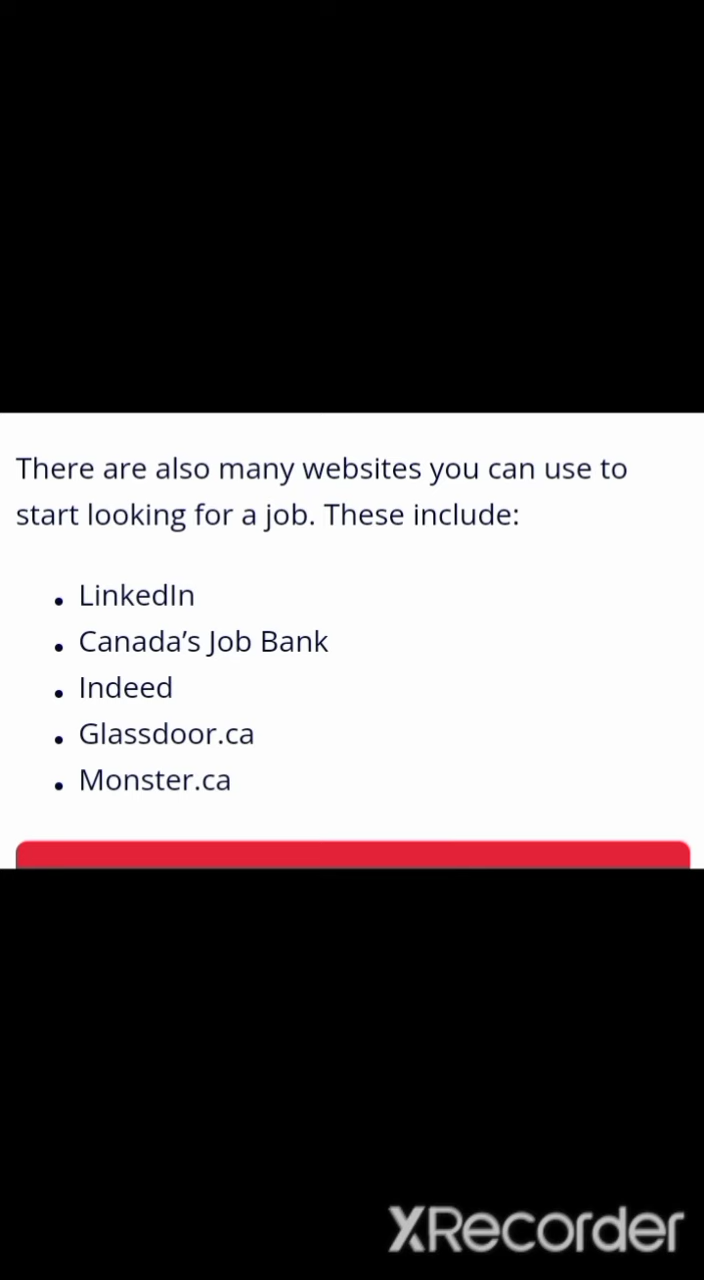 There are also many websites you can use to
start looking for a job. These include:
• LinkedIn
• Canada’s Job Bank
• Indeed
• Glassdoor.ca
• Monster.ca
XRecorder